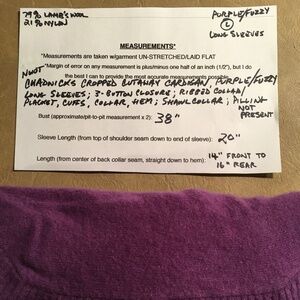 79% LAMB'S WOOL
21% NYLON
PURPLE/FUZZY
L
LONG SLEEVES
MEASUREMENTS*
*Measurements are taken w/garment UN-STRETCHED/LAID FLAT
*Margin of error on any measurement is plus/minus one half of an inch (1/2"), but I do
the best I can to provide the most accurate measurements possible.
NWOT
CHADWICK'S CROPPED CUTAWAY CARDIGAN, PURPLE/FUZZY
LONG SLEEVES; 3-BUTTON CLOSURE; RIBBED COLLAR/
PLACKET, CUFFS, COLLAR, HEM; SHAWL COLLAR; PILLING NOT PRESENT
Bust (approximate/pit-to-pit measurement x 2): 38"
Sleeve Length (from top of shoulder seam down to end of sleeve): 20"
Length (from center of back collar seam, straight down to hem): 14" FRONT TO
16" REAR